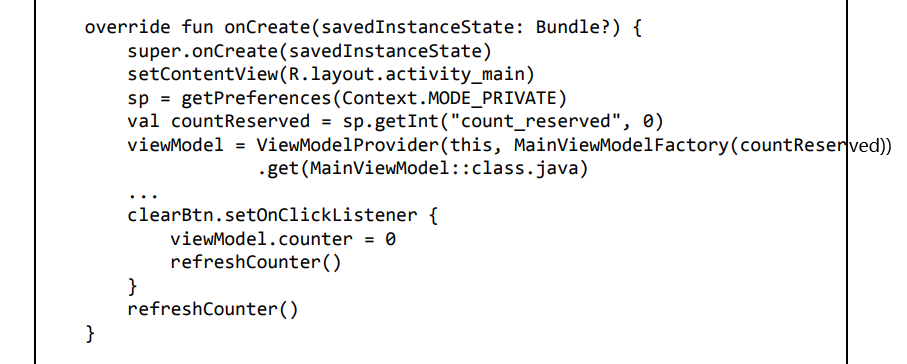 override fun onCreate(savedInstanceState: Bundle?) {
    super.onCreate(savedInstanceState)
    setContentView(R.layout.activity_main)
    sp = getPreferences(Context.MODE_PRIVATE)
    val countReserved = sp.getInt("count_reserved", 0)
    viewModel = ViewModelProvider(this, MainViewModelFactory(countReserved))
                .get(MainViewModel::class.java)
    ...
    clearBtn.setOnClickListener {
        viewModel.counter = 0
        refreshCounter()
    }
    refreshCounter()
}